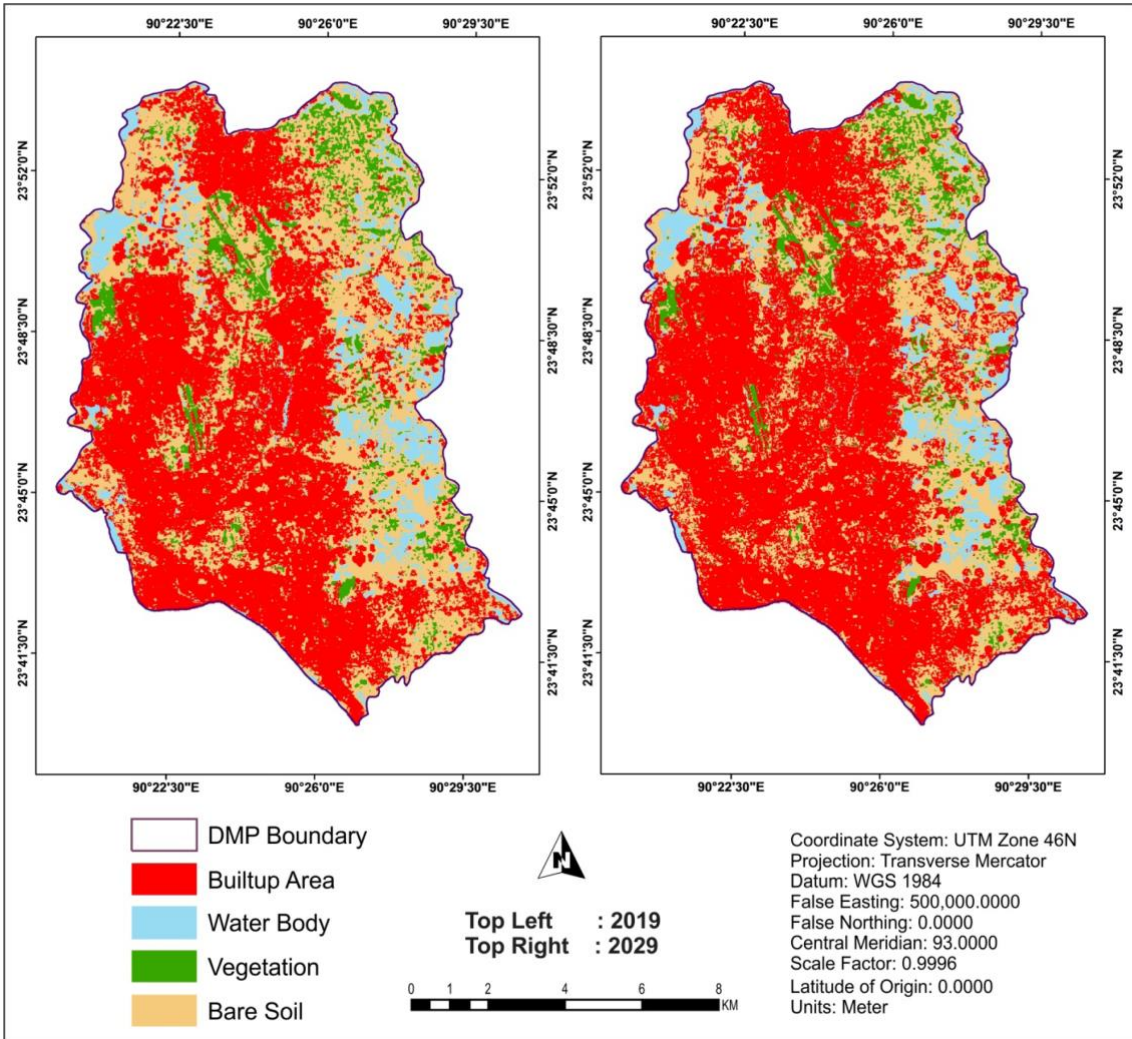 90°22'30"E 90°26'0"E 90°29'30"E
90°22'30"E 90°26'0"E 90°29'30"E
23°52'0"N
23°48'30"N
23°45'0"N
23°41'30"N
23°52'0"N
23°48'30"N
23°45'0"N
23°41'30"N
23°52'0"N
23°48'30"N
23°45'0"N
23°41'30"N
23°52'0"N
23°48'30"N
23°45'0"N
23°41'30"N
90°22'30"E 90°26'0"E 90°29'30"E
90°22'30"E 90°26'0"E 90°29'30"E
DMP Boundary
Builtup Area
Water Body
Vegetation
Bare Soil
N
Top Left : 2019
Top Right : 2029
0 1 2 4 6 8
KM
Coordinate System: UTM Zone 46N
Projection: Transverse Mercator
Datum: WGS 1984
False Easting: 500,000.0000
False Northing: 0.0000
Central Meridian: 93.0000
Scale Factor: 0.9996
Latitude of Origin: 0.0000
Units: Meter